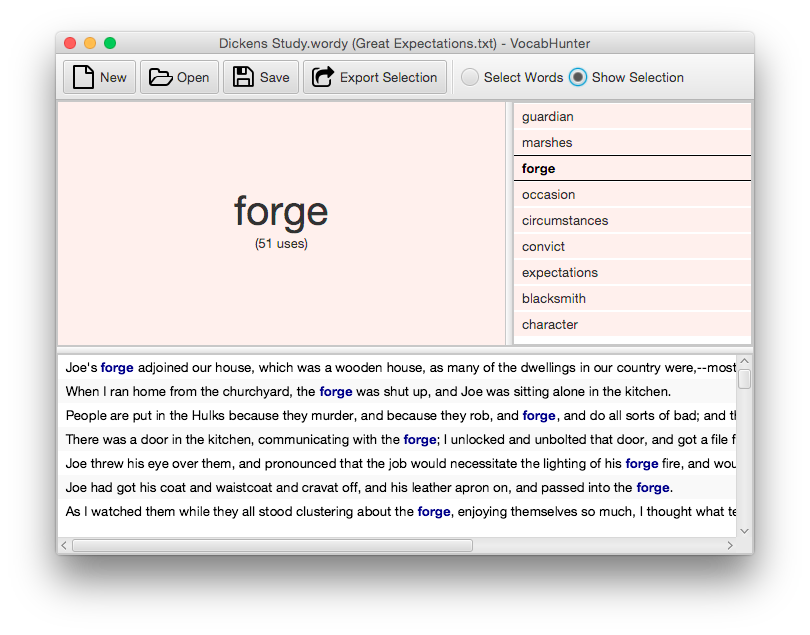 Dickens Study.wordy (Great Expectations.txt) - VocabHunter
New Open Save Export Selection Select Words Show Selection
forge
(51 uses)
guardian
marshes
forge
occasion
circumstances
convict
expectations
blacksmith
character
Joe's forge adjoined our house, which was a wooden house, as many of the dwellings in our country were,--most
When I ran home from the churchyard, the forge was shut up, and Joe was sitting alone in the kitchen.
People are put in the Hulks because they murder, and because they rob, and forge, and do all sorts of bad; and
There was a door in the kitchen, communicating with the forge; I unlocked and unbolted that door, and got a file
Joe threw his eye over them, and pronounced that the job would necessitate the lighting of his forge fire, and
Joe had got his coat and waistcoat and cravat off, and his leather apron on, and passed into the forge.
As I watched them while they all stood clustering about the forge, enjoying themselves so much, I thought what